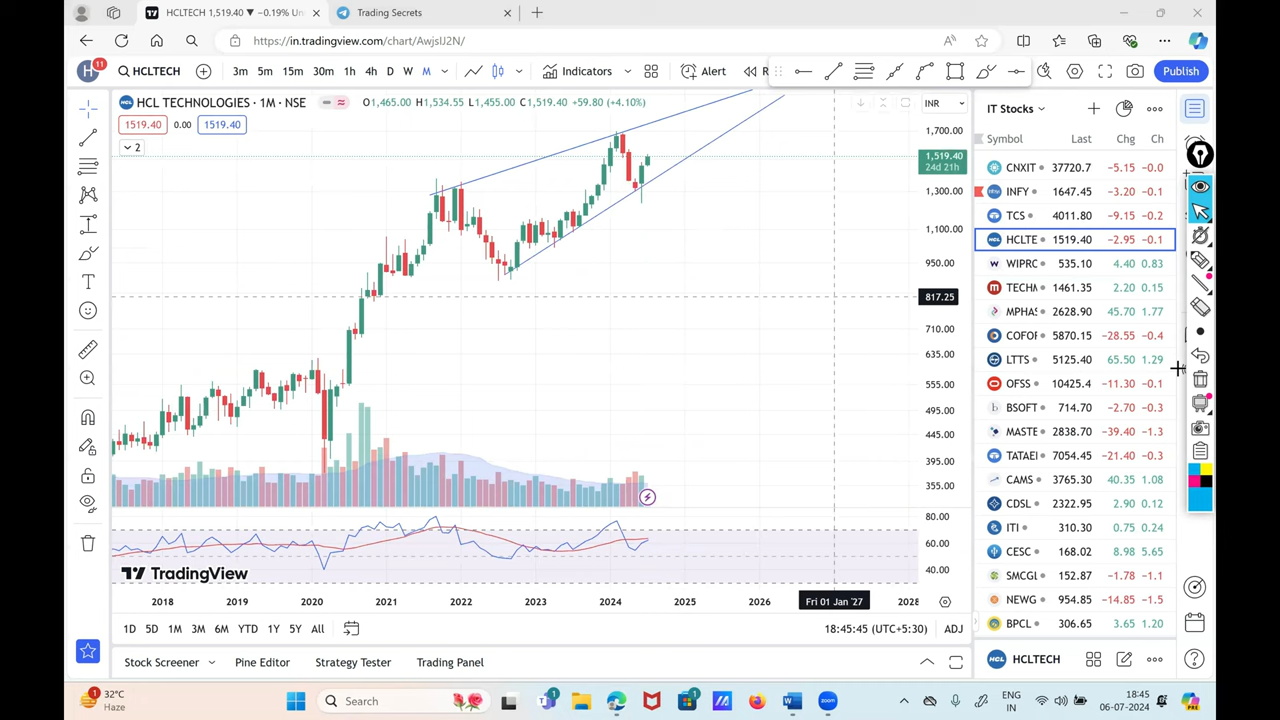 HCLTECH 1,519.40 ▼ −0.19% Un
Trading Secrets
https://in.tradingview.com/chart/AwjsIJ2N/
H 11 HCLTECH 3m 5m 15m 30m 1h 4h D W M Indicators Alert R Publish
HCL TECHNOLOGIES · 1M · NSE O1,465.00 H1,534.55 L1,455.00 C1,519.40 +59.80 (+4.10%)
INR
1519.40 0.00 1519.40
2
1,700.00
1,519.40
24d 21h
1,300.00
1,100.00
950.00
817.25
710.00
635.00
555.00
495.00
445.00
395.00
355.00
80.00
60.00
40.00
TradingView
2018 2019 2020 2021 2022 2023 2024 2025 2026 Fri 01 Jan '27 2028
1D 5D 1M 3M 6M YTD 1Y 5Y All
18:45:45 (UTC+5:30) ADJ
Stock Screener Pine Editor Strategy Tester Trading Panel
IT Stocks
Symbol Last Chg Ch
CNXIT 37720.7 −5.15 −0.0
INFY 1647.45 −3.20 −0.1
TCS 4011.80 −9.15 −0.2
HCLTE 1519.40 −2.95 −0.1
WIPRC 535.10 4.40 0.83
TECHM 1461.35 2.20 0.15
MPHAS 2628.90 45.70 1.77
COFOF 5870.15 −28.55 −0.4
LTTS 5125.40 65.50 1.29
OFSS 10425.4 −11.30 −0.1
BSOFT 714.70 −2.70 −0.3
MASTE 2838.70 −39.40 −1.3
TATAEI 7054.45 −21.40 −0.3
CAMS 3765.30 40.35 1.08
CDSL 2322.95 2.90 0.12
ITI 310.30 0.75 0.24
CESC 168.02 8.98 5.65
SMCGL 152.87 −1.78 −1.1
NEWG 954.85 −14.85 −1.5
BPCL 306.65 3.65 1.20
HCLTECH
32°C
Haze
Search
ENG
IN
18:45
06-07-2024